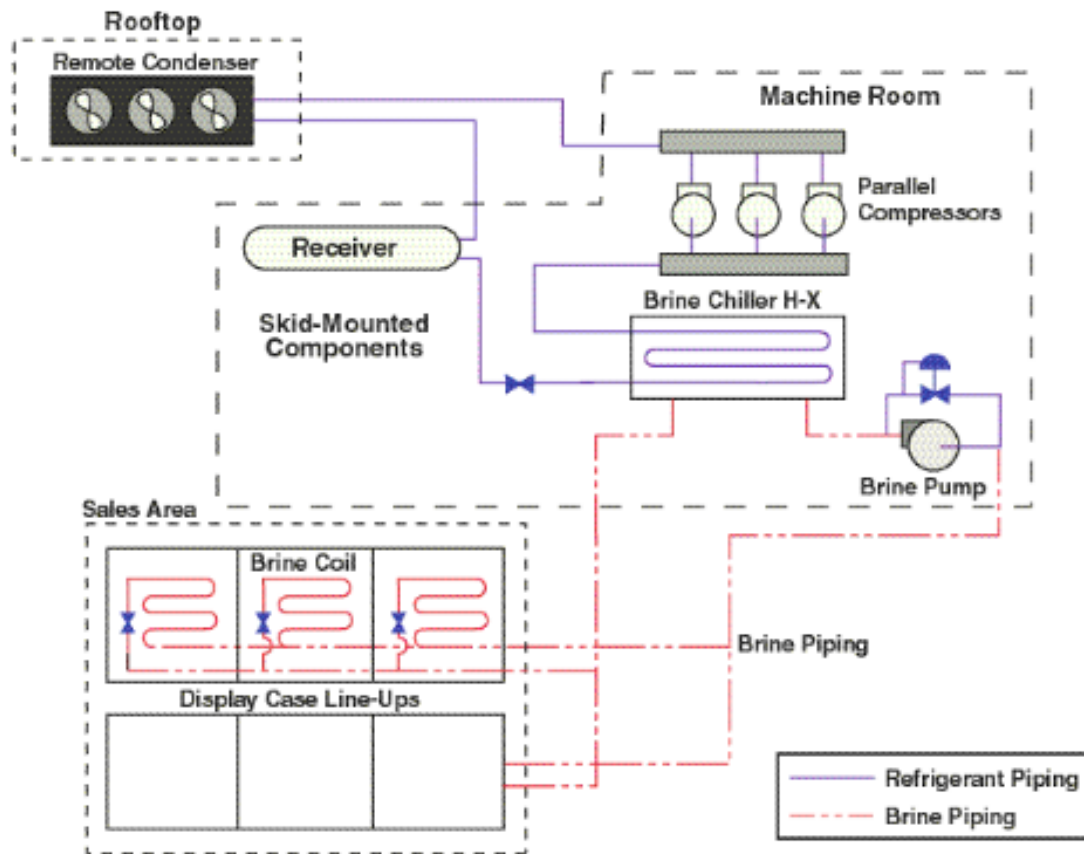 Rooftop
Remote Condenser
Machine Room
Parallel
Compressors
Receiver
Brine Chiller H-X
Skid-Mounted
Components
Brine Pump
Sales Area
Brine Coil
Brine Piping
Display Case Line-Ups
Refrigerant Piping
Brine Piping